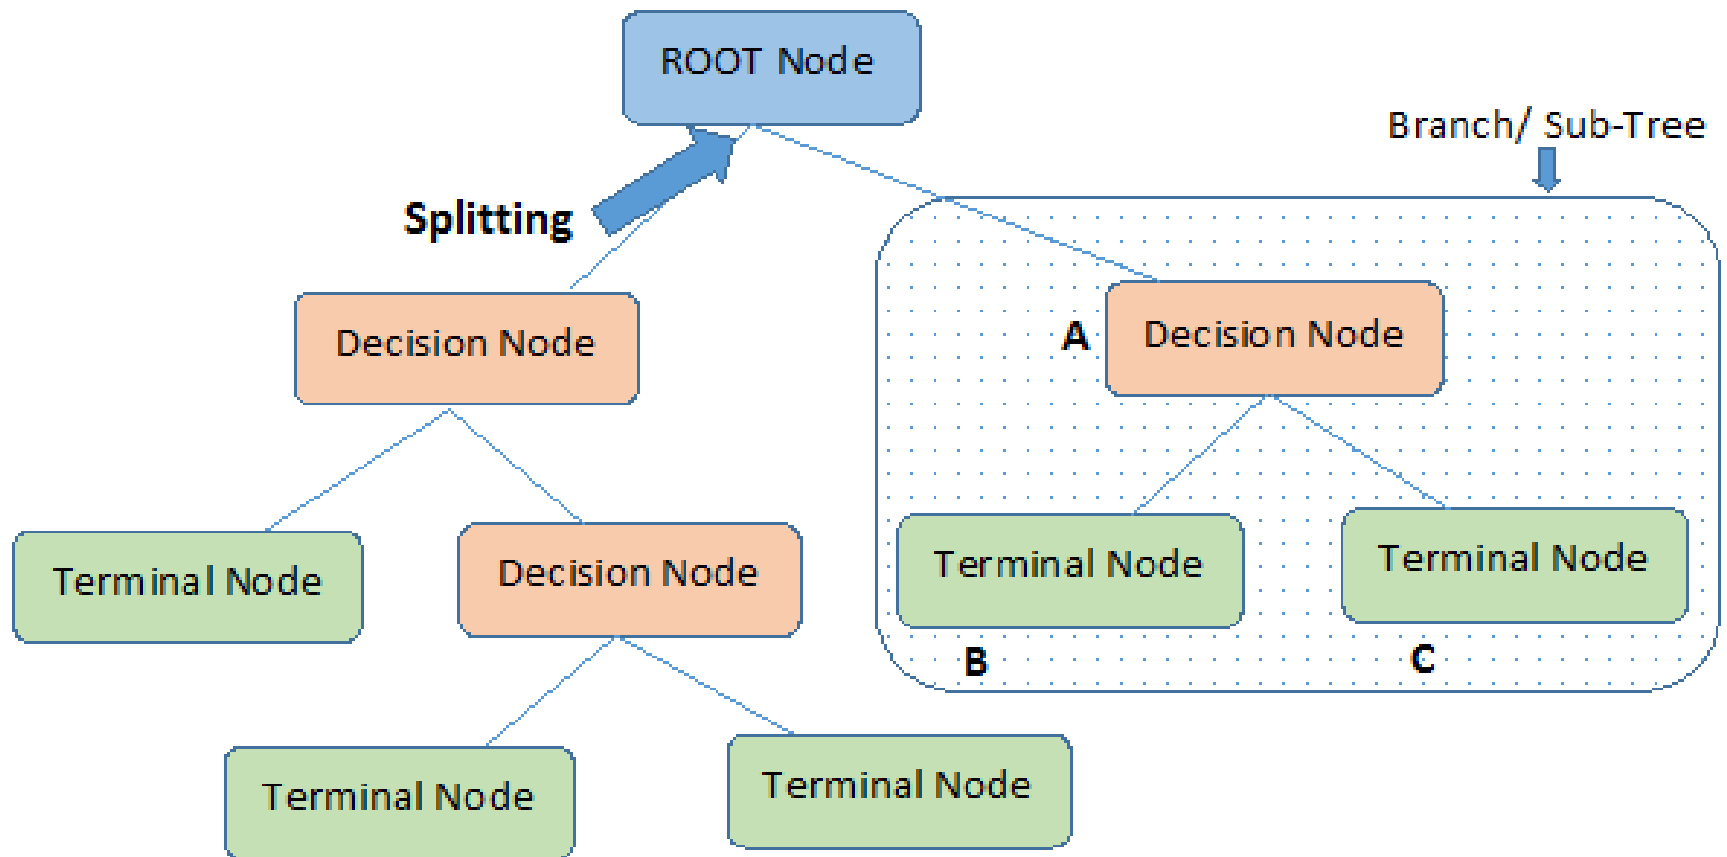 ROOT Node
Branch/ Sub-Tree
Splitting
Decision Node
A
Decision Node
Terminal Node
Decision Node
Terminal Node
Terminal Node
B
C
Terminal Node
Terminal Node